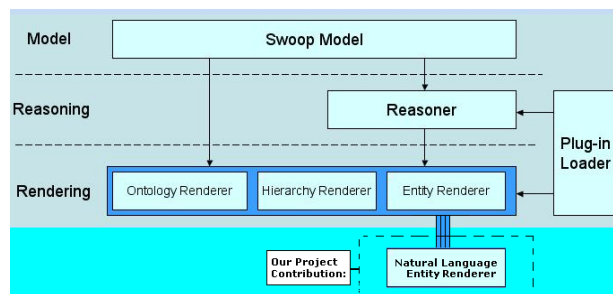 Model
Swoop Model
Reasoning
Reasoner
Plug-in
Loader
Rendering
Ontology Renderer
Hierarchy Renderer
Entity Renderer
Our Project
Contribution:
Natural Language
Entity Renderer